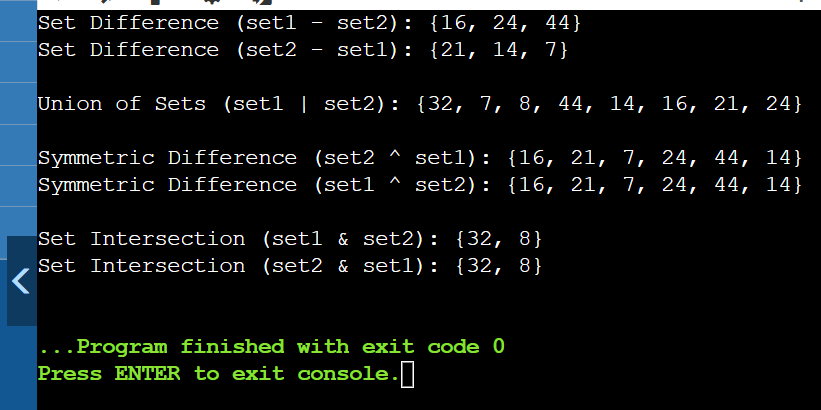 Set Difference (set1 - set2): {16, 24, 44}
Set Difference (set2 - set1): {21, 14, 7}
Union of Sets (set1 | set2): {32, 7, 8, 44, 14, 16, 21, 24}
Symmetric Difference (set2 ^ set1): {16, 21, 7, 24, 44, 14}
Symmetric Difference (set1 ^ set2): {16, 21, 7, 24, 44, 14}
Set Intersection (set1 & set2): {32, 8}
Set Intersection (set2 & set1): {32, 8}
...Program finished with exit code 0
Press ENTER to exit console.